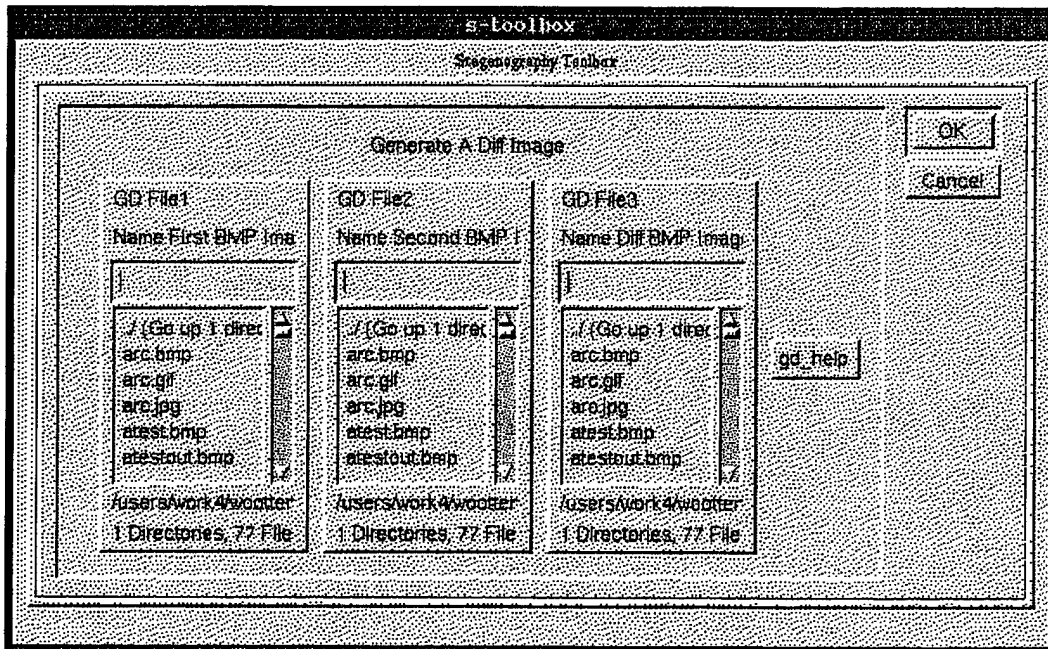 s-toolbox
Steganography Toolbox
Generate A Diff Image
OK
Cancel
GD File1
Name First BMP Ima
./ (Go up 1 direc
arc.bmp
arc.gif
arc.jpg
atest.bmp
atestout.bmp
/users/work4/wootter
1 Directories, 77 File
GD File2
Name Second BMP I
./ (Go up 1 direc
arc.bmp
arc.gif
arc.jpg
atest.bmp
atestout.bmp
/users/work4/wootter
1 Directories, 77 File
GD File3
Name Diff BMP Imag
./ (Go up 1 direc
arc.bmp
arc.gif
arc.jpg
atest.bmp
atestout.bmp
/users/work4/wootter
1 Directories, 77 File
gd_help